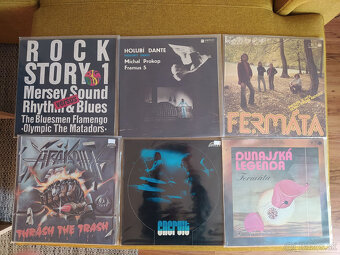 ROCK
STORY 1
Mersey Sound
Rhythm & Blues
The Bluesmen Flamengo
·Olympic The Matadors·
HOLUBÍ DANTE
Michal Prokop
Framus 5
FERMÁTA
ARAKAIN
THRASH THE TRASH
DUNAJSKÁ
LEGENDA
Fermáta